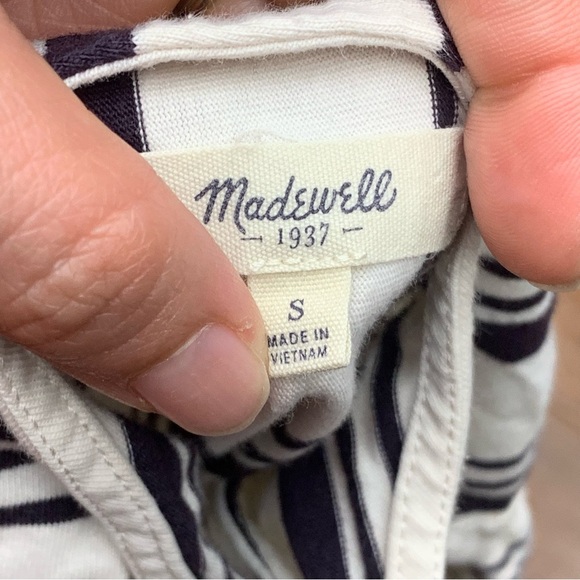 Madewell
- 1937 -
S
MADE IN
VIETNAM